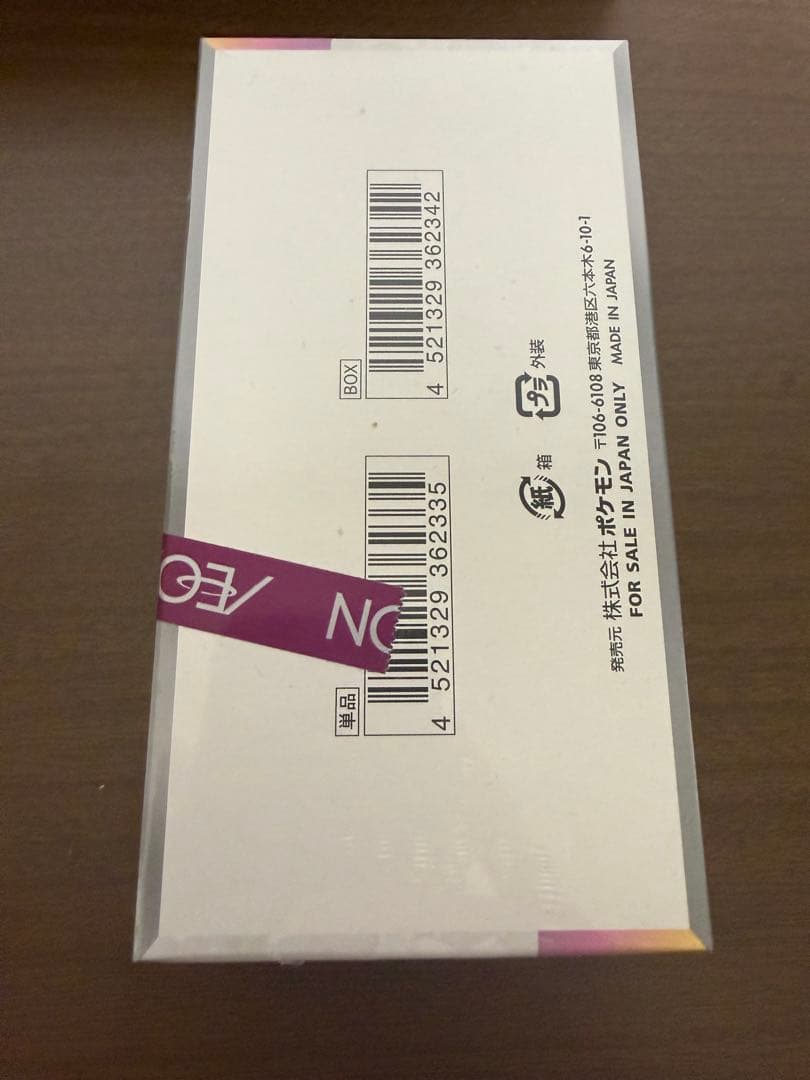 BOX
4 521329 362342
単品
4 521329 362335
ÆON
ÆO
紙 箱
プラ 外装
発売元 株式会社ポケモン 〒106-6108 東京都港区六本木6-10-1
FOR SALE IN JAPAN ONLY MADE IN JAPAN